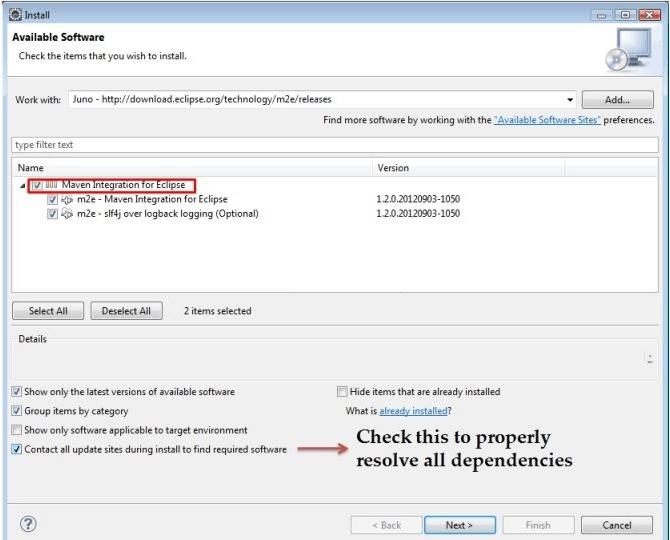 Install
Available Software
Check the items that you wish to install.
Work with: Juno - http://download.eclipse.org/technology/m2e/releases Add...
Find more software by working with the "Available Software Sites" preferences.
type filter text
Name Version
Maven Integration for Eclipse
m2e - Maven Integration for Eclipse 1.2.0.20120903-1050
m2e - slf4j over logback logging (Optional) 1.2.0.20120903-1050
Select All Deselect All 2 items selected
Details
Show only the latest versions of available software Hide items that are already installed
Group items by category What is already installed?
Show only software applicable to target environment
Contact all update sites during install to find required software
Check this to properly
resolve all dependencies
? < Back Next > Finish Cancel